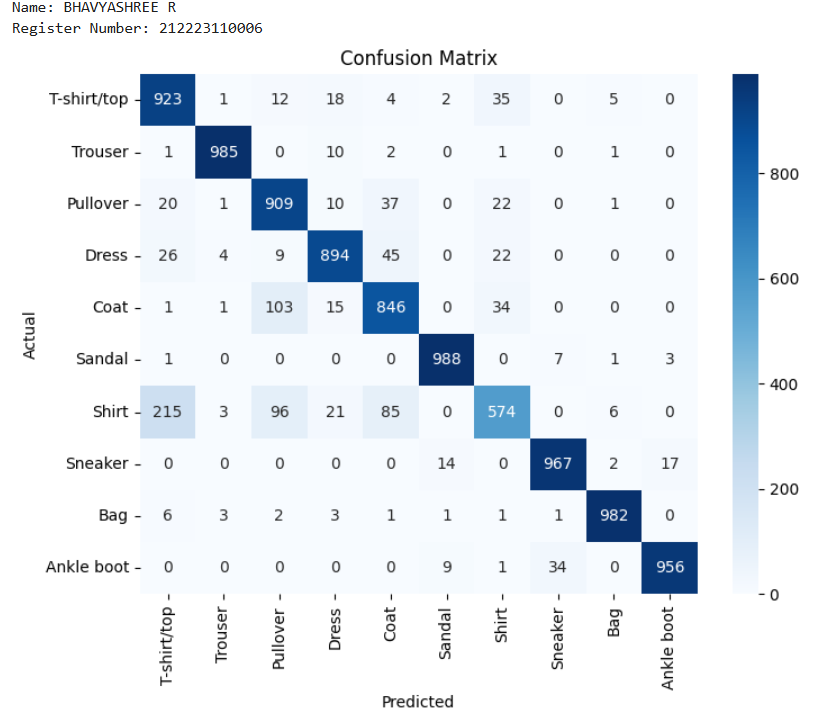 Name: BHAVYASHREE R
Register Number: 212223110006
Confusion Matrix
T-shirt/top 923 1 12 18 4 2 35 0 5 0
Trouser 1 985 0 10 2 0 1 0 1 0
Pullover 20 1 909 10 37 0 22 0 1 0
Dress 26 4 9 894 45 0 22 0 0 0
Coat 1 1 103 15 846 0 34 0 0 0
Sandal 1 0 0 0 0 988 0 7 1 3
Shirt 215 3 96 21 85 0 574 0 6 0
Sneaker 0 0 0 0 0 14 0 967 2 17
Bag 6 3 2 3 1 1 1 1 982 0
Ankle boot 0 0 0 0 0 9 1 34 0 956
Actual
T-shirt/top Trouser Pullover Dress Coat Sandal Shirt Sneaker Bag Ankle boot
Predicted
800
600
400
200
0